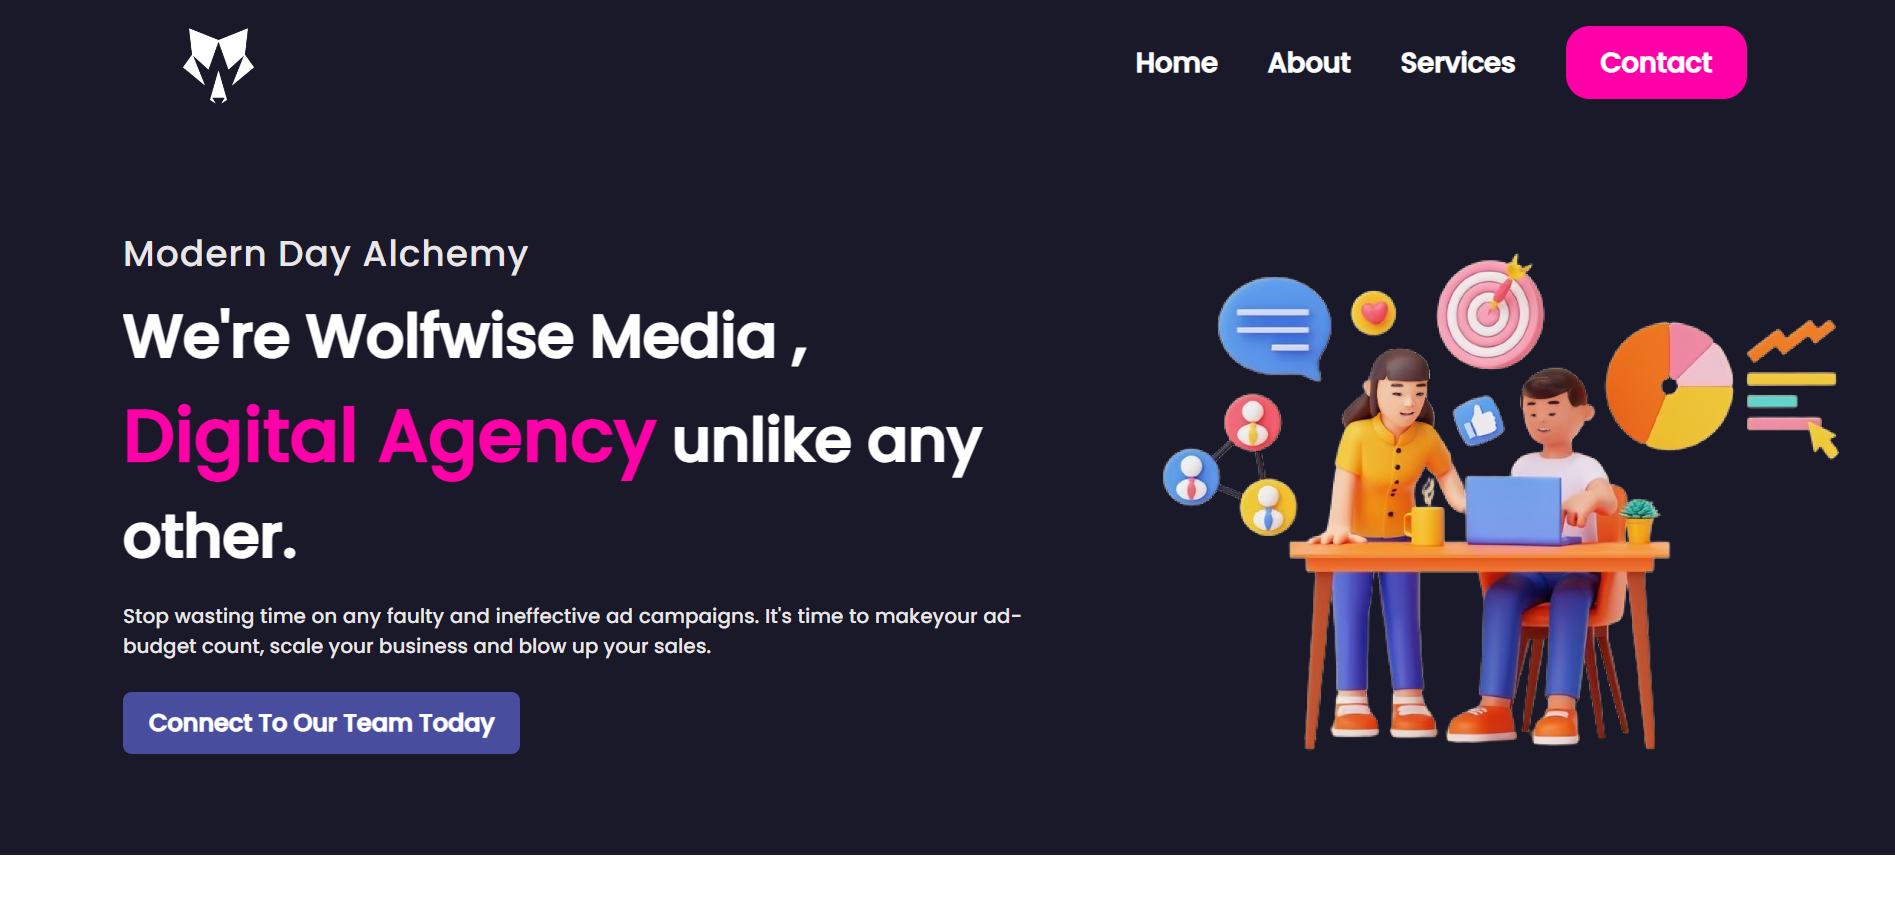 Home About Services Contact
Modern Day Alchemy
We're Wolfwise Media ,
Digital Agency unlike any
other.
Stop wasting time on any faulty and ineffective ad campaigns. It's time to makeyour ad-
budget count, scale your business and blow up your sales.
Connect To Our Team Today